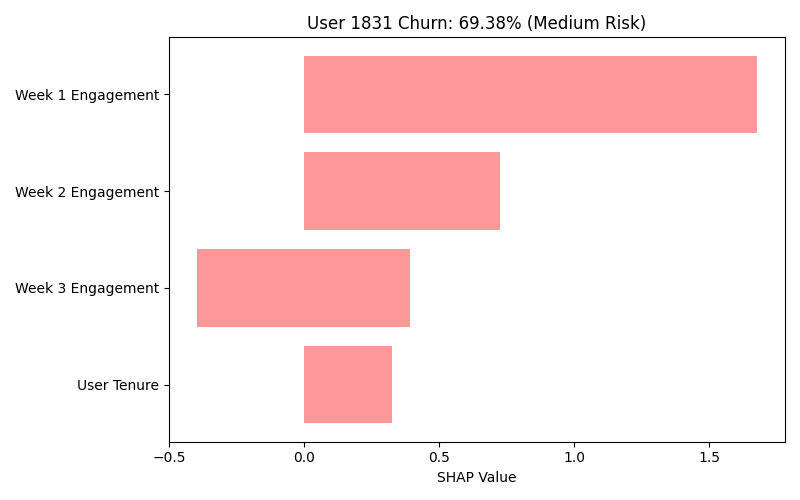 User 1831 Churn: 69.38% (Medium Risk)
Week 1 Engagement
Week 2 Engagement
Week 3 Engagement
User Tenure
−0.5 0.0 0.5 1.0 1.5
SHAP Value